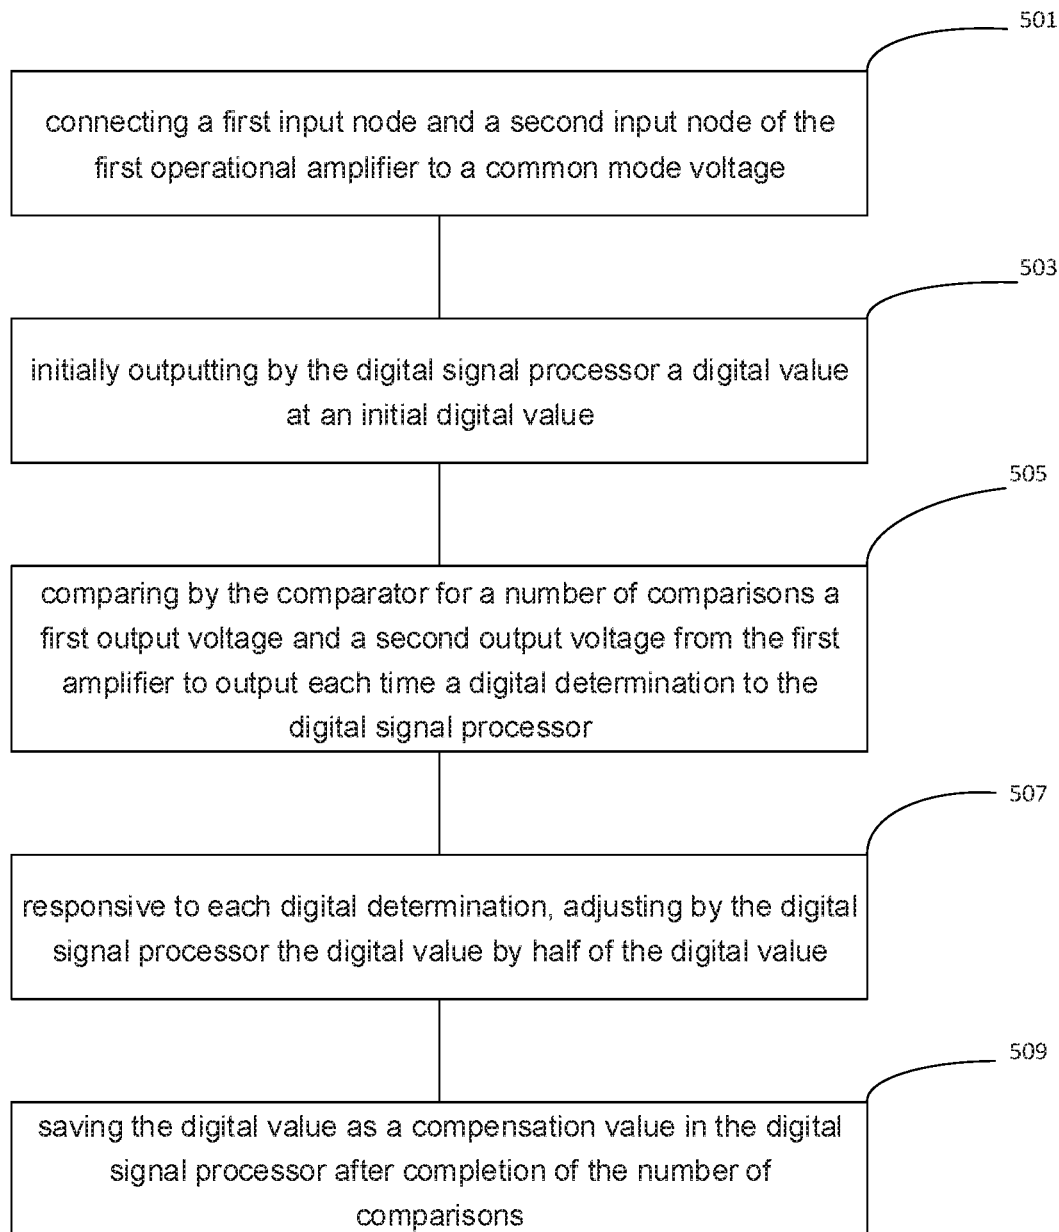 501
connecting a first input node and a second input node of the
first operational amplifier to a common mode voltage
503
initially outputting by the digital signal processor a digital value
at an initial digital value
505
comparing by the comparator for a number of comparisons a
first output voltage and a second output voltage from the first
amplifier to output each time a digital determination to the
digital signal processor
507
responsive to each digital determination, adjusting by the digital
signal processor the digital value by half of the digital value
509
saving the digital value as a compensation value in the digital
signal processor after completion of the number of
comparisons